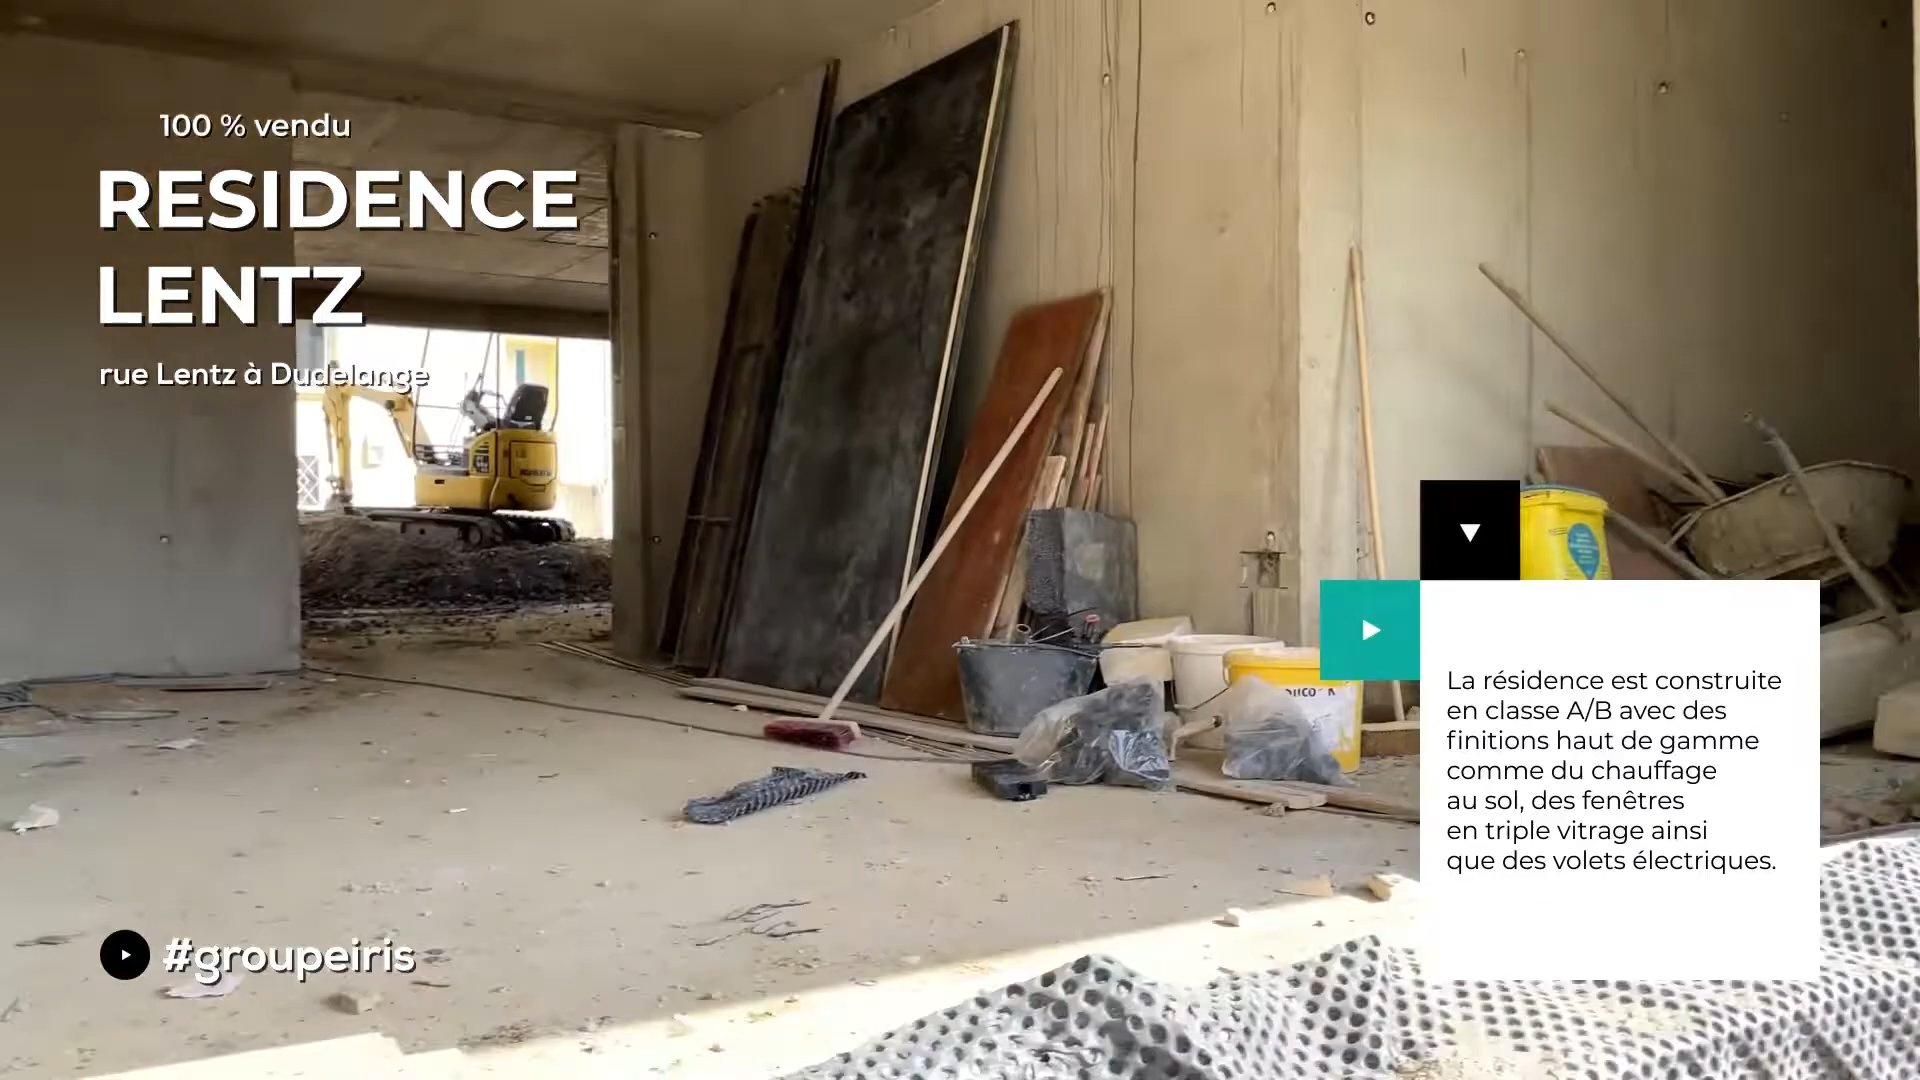 100 % vendu
RESIDENCE
LENTZ
rue Lentz à Dudelange
La résidence est construite
en classe A/B avec des
finitions haut de gamme
comme du chauffage
au sol, des fenêtres
en triple vitrage ainsi
que des volets électriques.
#groupeiris